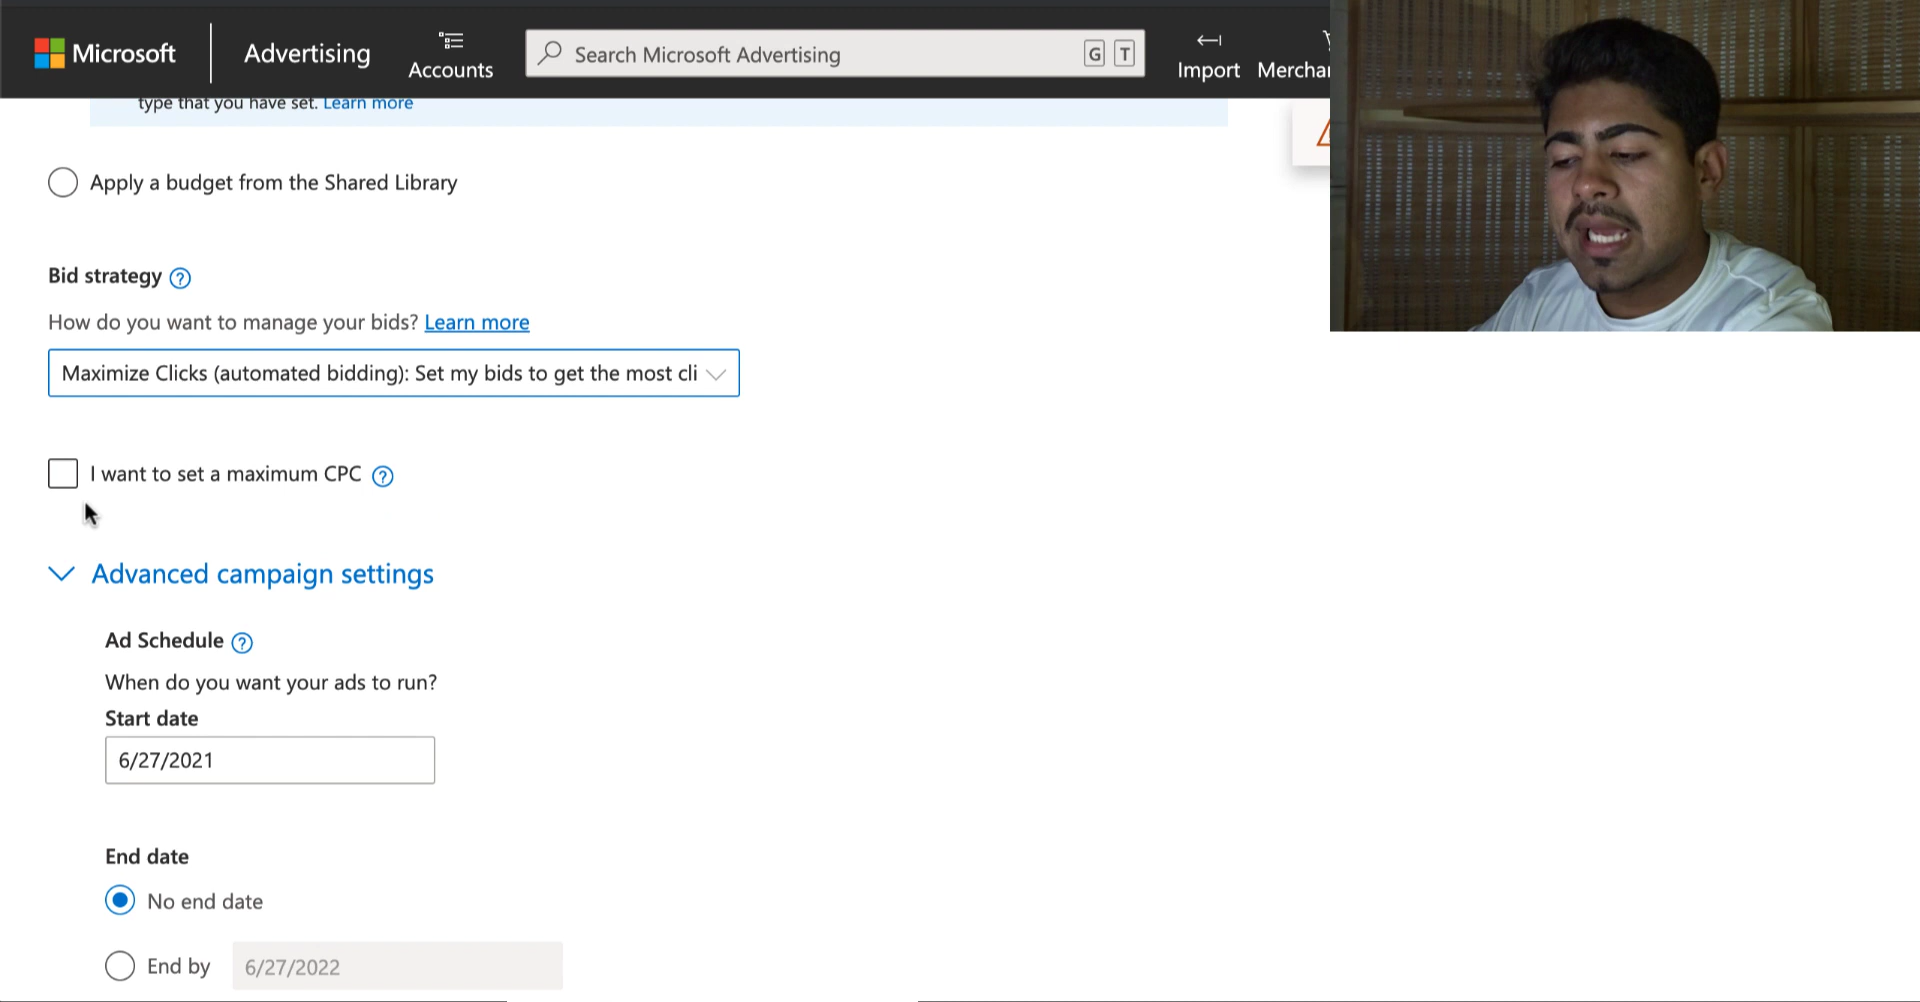 Microsoft
Advertising
Accounts
Search Microsoft Advertising
G T
Import
type that you have set. Learn more
Apply a budget from the Shared Library
Bid strategy ?
How do you want to manage your bids? Learn more
Maximize Clicks (automated bidding): Set my bids to get the most cli
I want to set a maximum CPC ?
Advanced campaign settings
Ad Schedule ?
When do you want your ads to run?
Start date
6/27/2021
End date
No end date
End by 6/27/2022